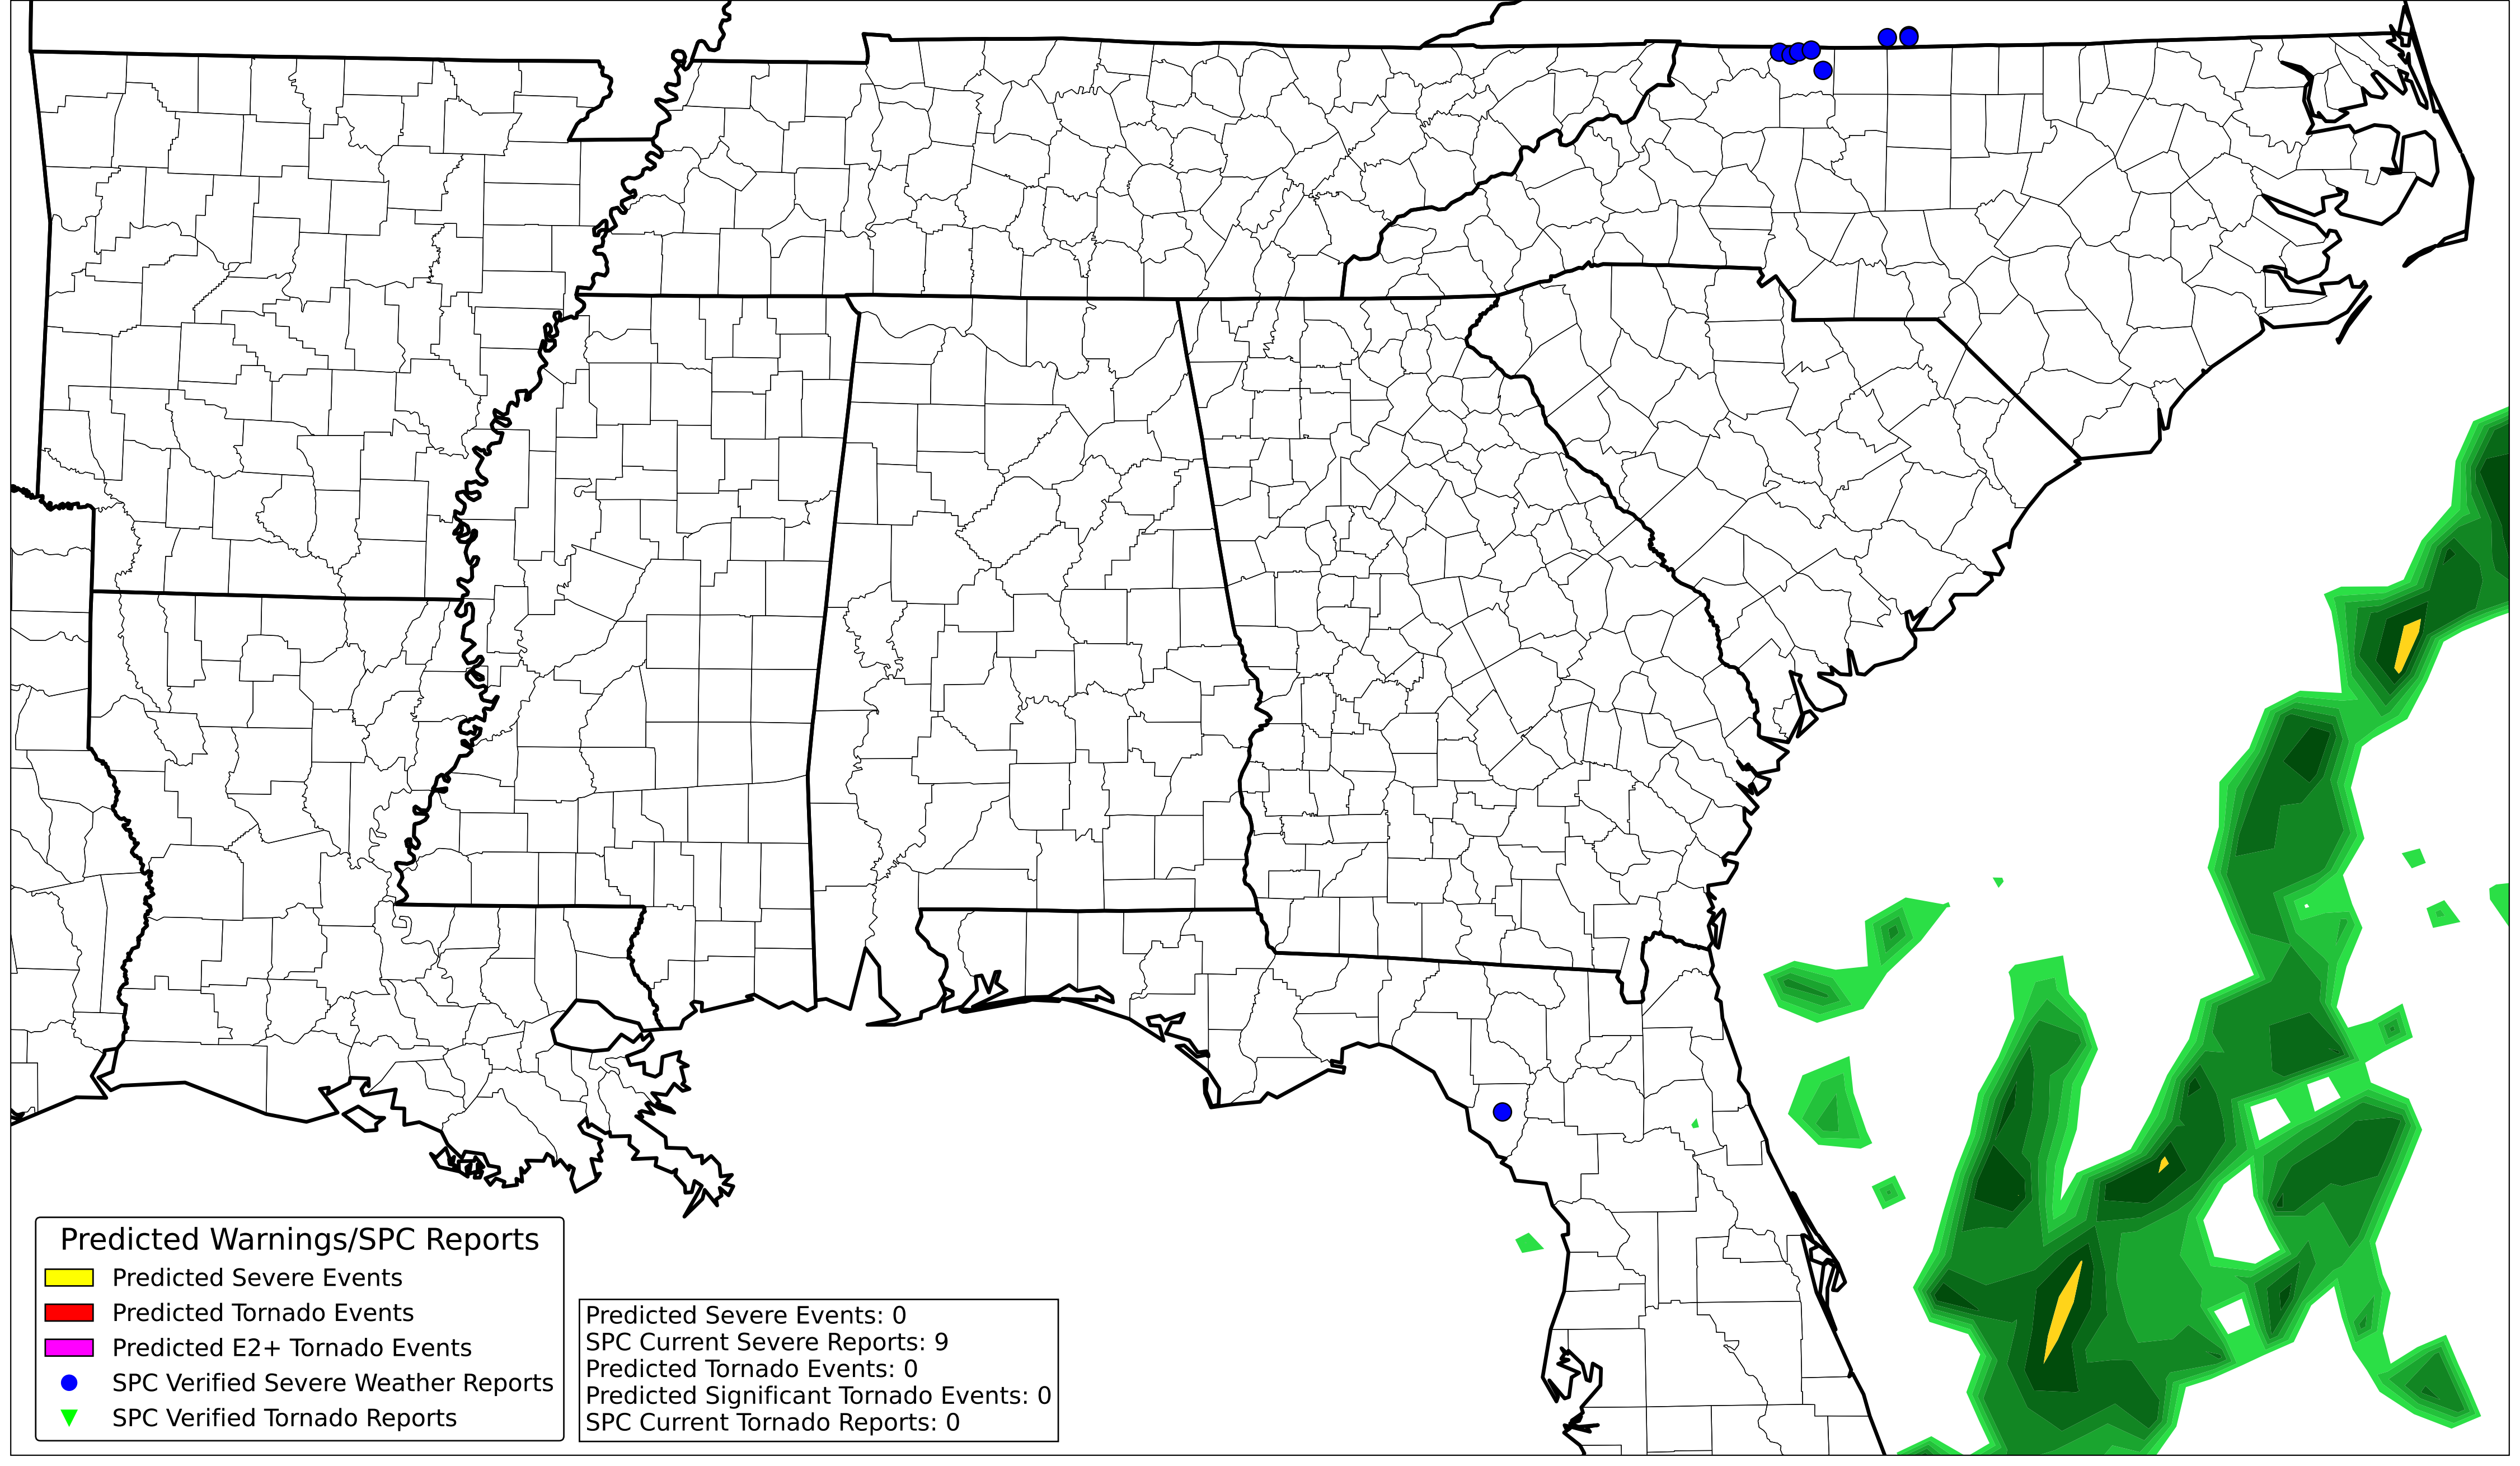 Predicted Warnings/SPC Reports
Predicted Severe Events
Predicted Tornado Events
Predicted E2+ Tornado Events
SPC Verified Severe Weather Reports
SPC Verified Tornado Reports
Predicted Severe Events: 0
SPC Current Severe Reports: 9
Predicted Tornado Events: 0
Predicted Significant Tornado Events: 0
SPC Current Tornado Reports: 0